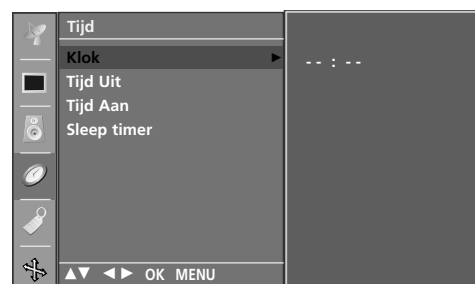 Tijd
Klok ►
- - : - -
Tijd Uit
Tijd Aan
Sleep timer
▲▼ ◄► OK MENU